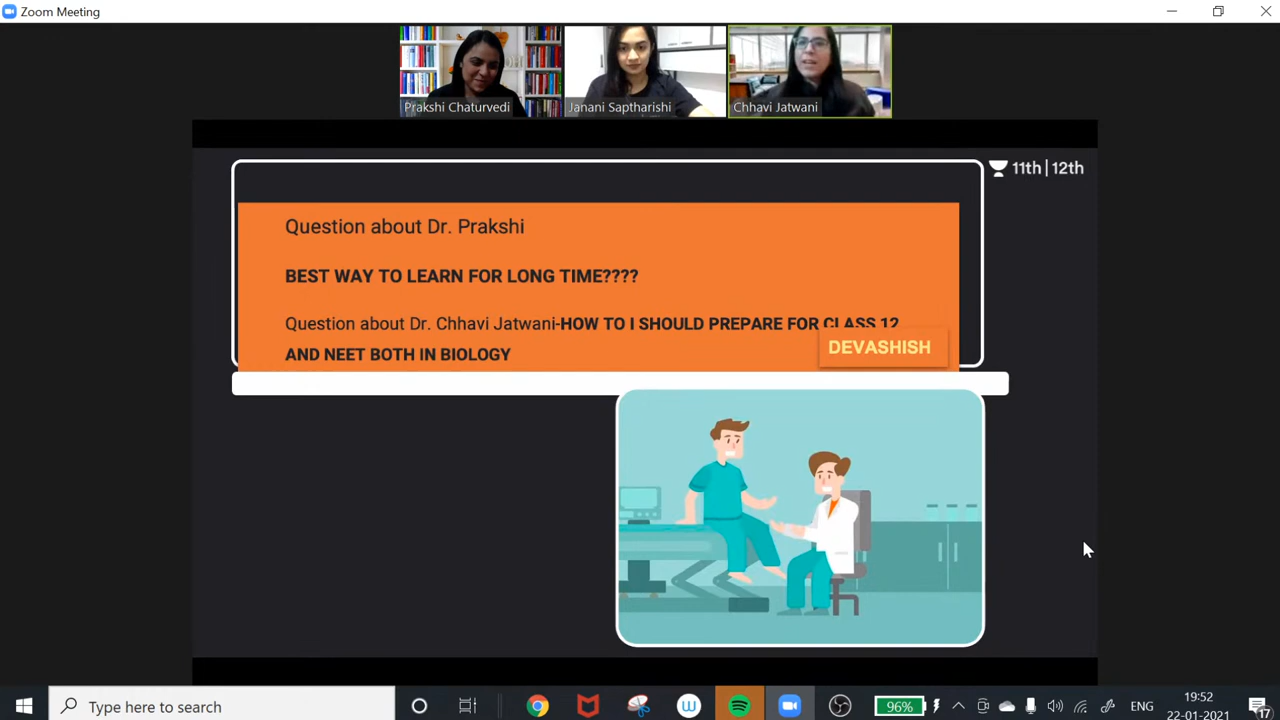 Zoom Meeting
Prakshi Chaturvedi
Janani Saptharishi
Chhavi Jatwani
11th | 12th
Question about Dr. Prakshi
BEST WAY TO LEARN FOR LONG TIME????
Question about Dr. Chhavi Jatwani-HOW TO I SHOULD PREPARE FOR CLASS 12
AND NEET BOTH IN BIOLOGY
DEVASHISH
Type here to search
96%
ENG
19:52
22-01-2021
17